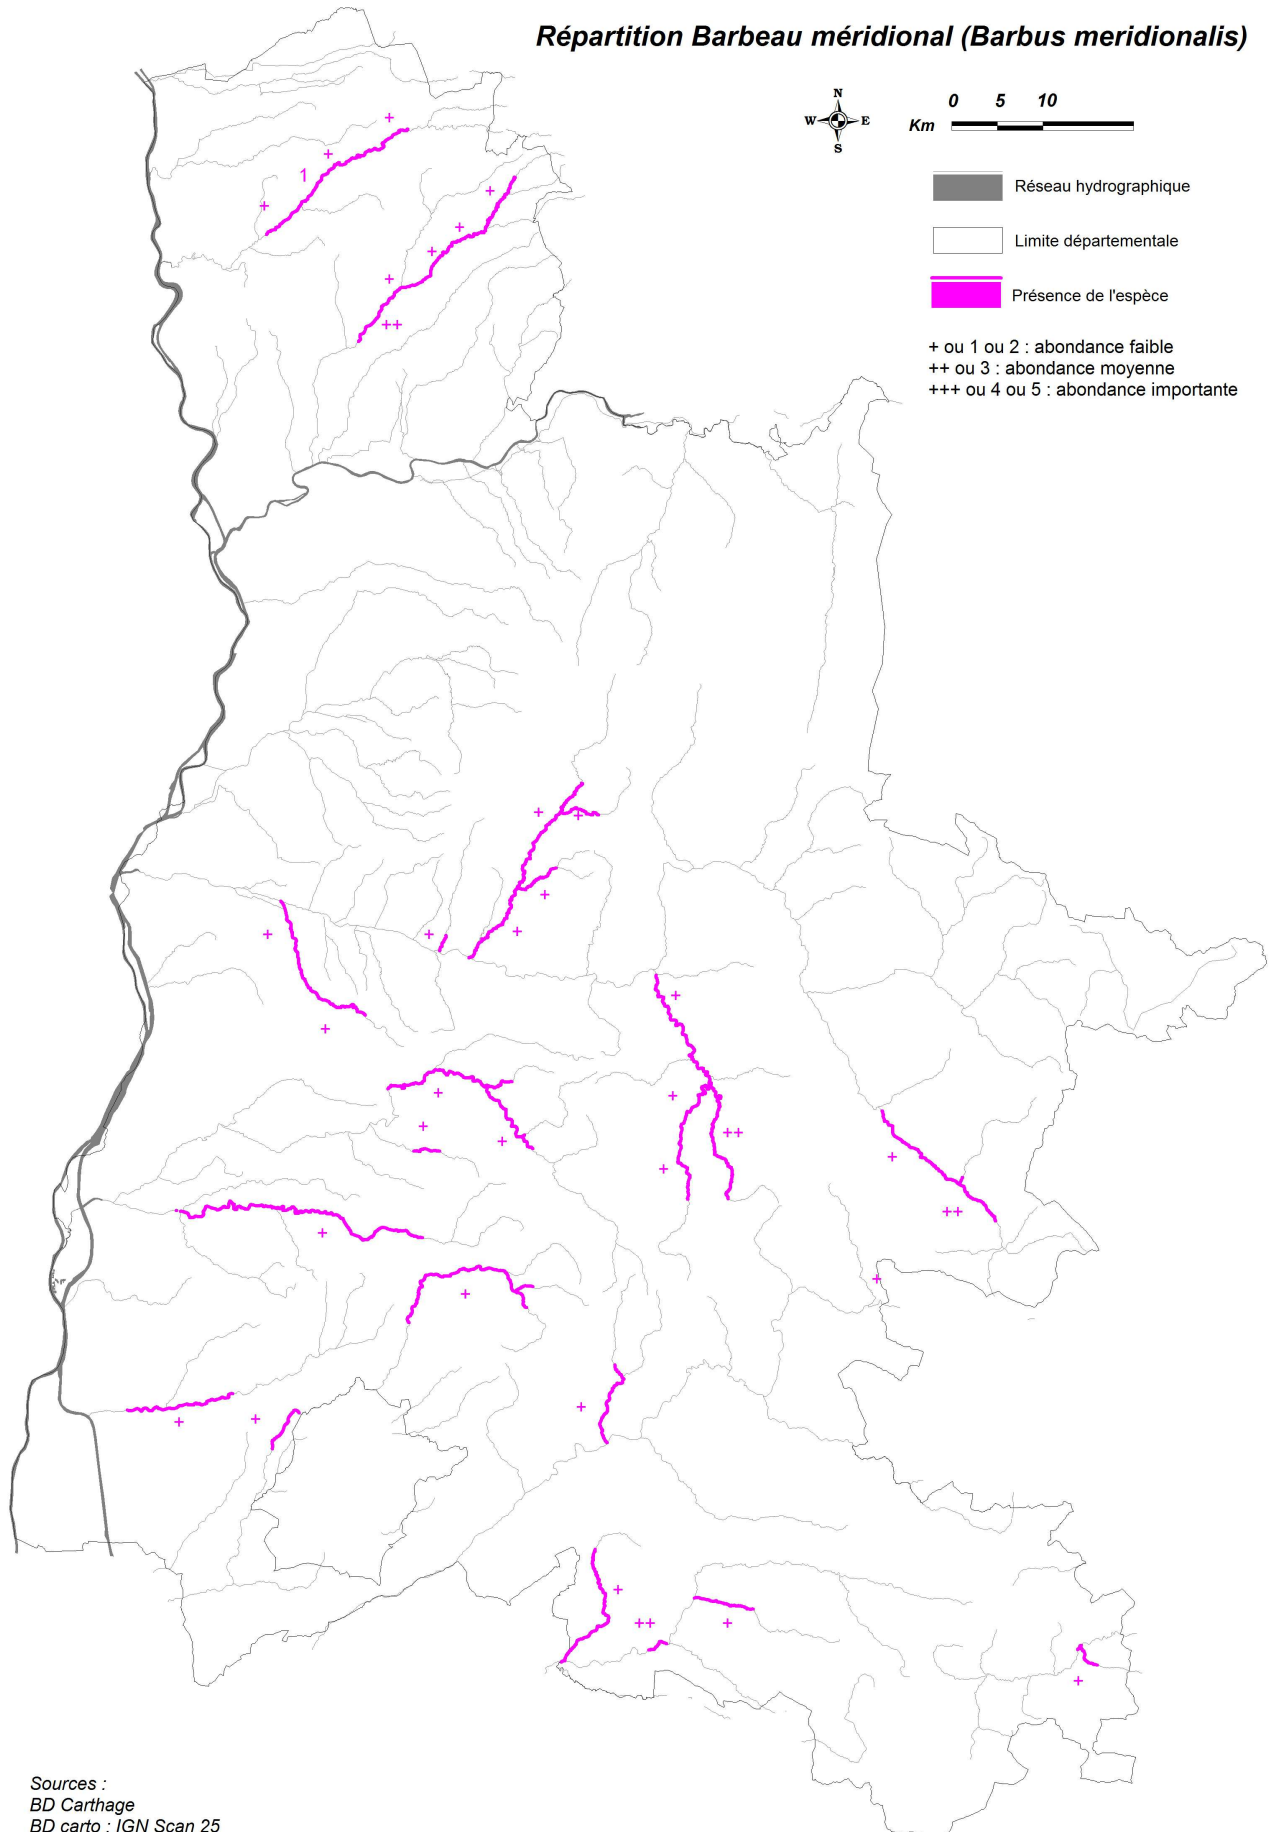 Répartition Barbeau méridional (Barbus meridionalis)
N
W E
S
0 5 10
Km
Réseau hydrographique
Limite départementale
Présence de l'espèce
+ ou 1 ou 2 : abondance faible
++ ou 3 : abondance moyenne
+++ ou 4 ou 5 : abondance importante
+
+
1
+
+
+
+
+
++
+
+
+
+
+
+
+
+
+
+
+
+
++
+
+
+
++
+
+
+
+
+
+
+
++
+
+
Sources :
BD Carthage
BD carto : IGN Scan 25